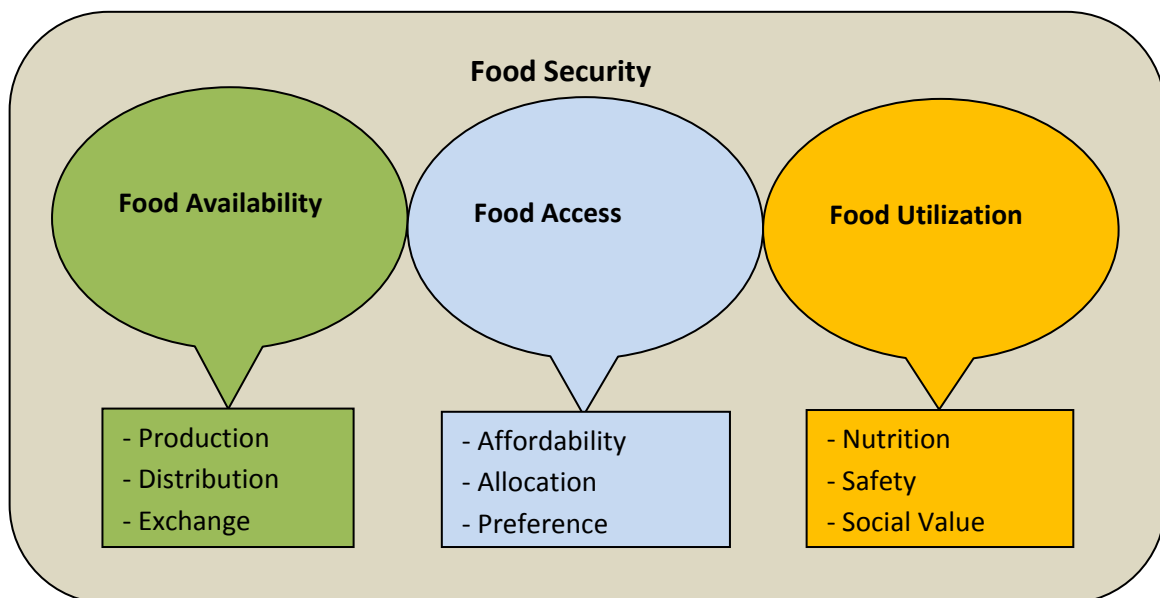 Food Security
Food Availability
Food Access
Food Utilization
- Production
- Distribution
- Exchange
- Affordability
- Allocation
- Preference
- Nutrition
- Safety
- Social Value